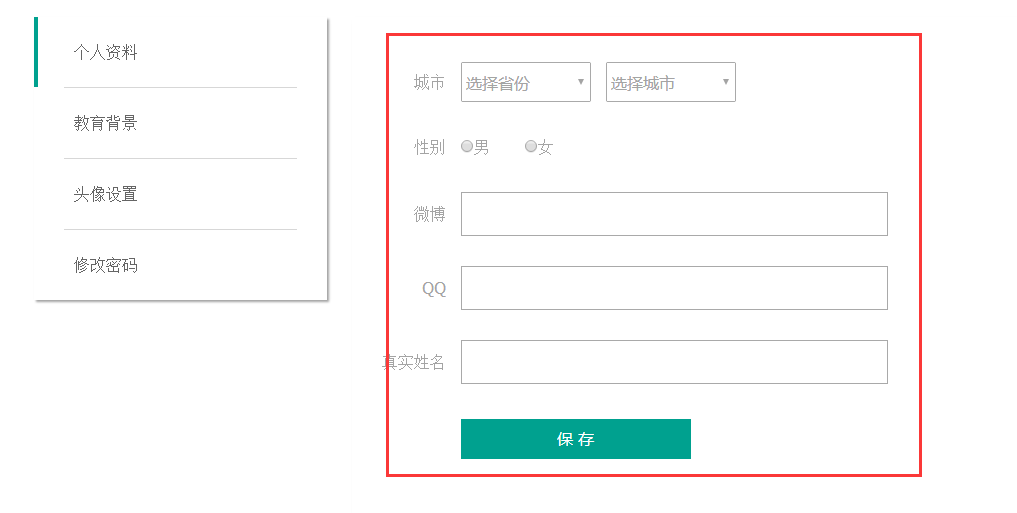 个人资料
教育背景
头像设置
修改密码
城市 选择省份 选择城市
性别 男 女
微博
QQ
真实姓名
保 存